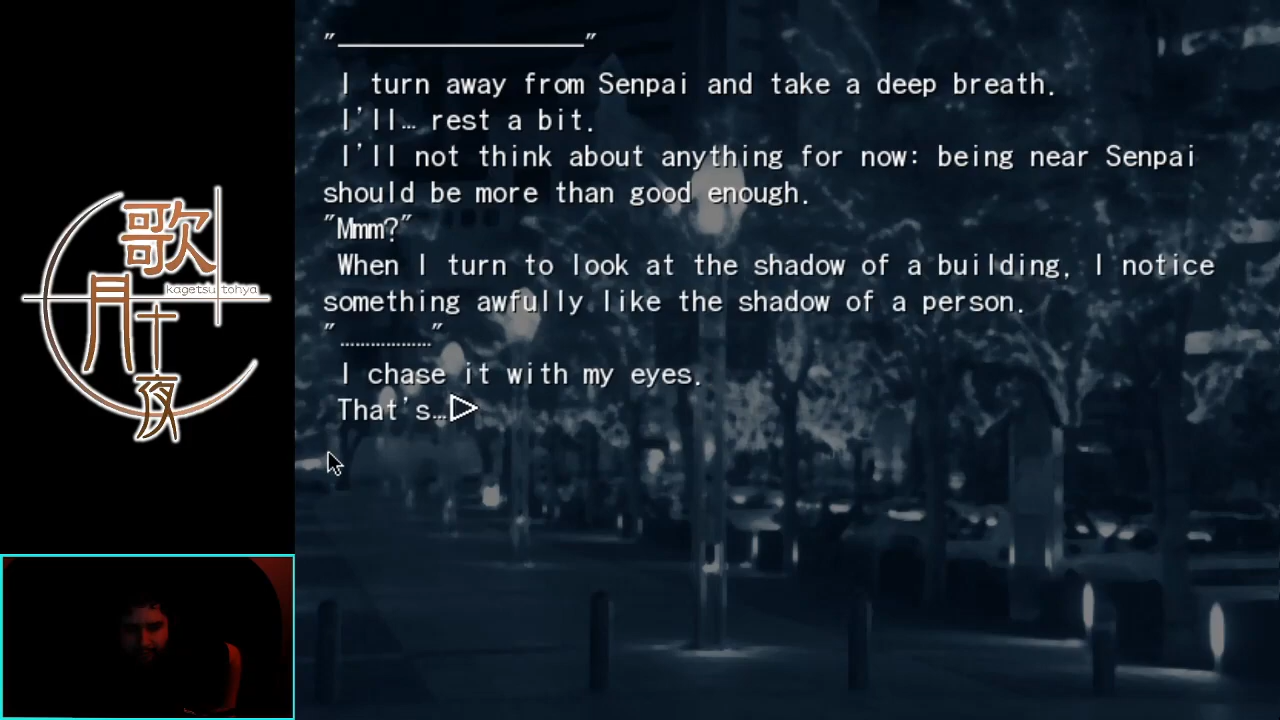 歌月十夜
kagetsu tohya
"————————————————"
I turn away from Senpai and take a deep breath.
I'll… rest a bit.
I'll not think about anything for now: being near Senpai
should be more than good enough.
"Mmm?"
When I turn to look at the shadow of a building, I notice
something awfully like the shadow of a person.
"………………"
I chase it with my eyes.
That's…